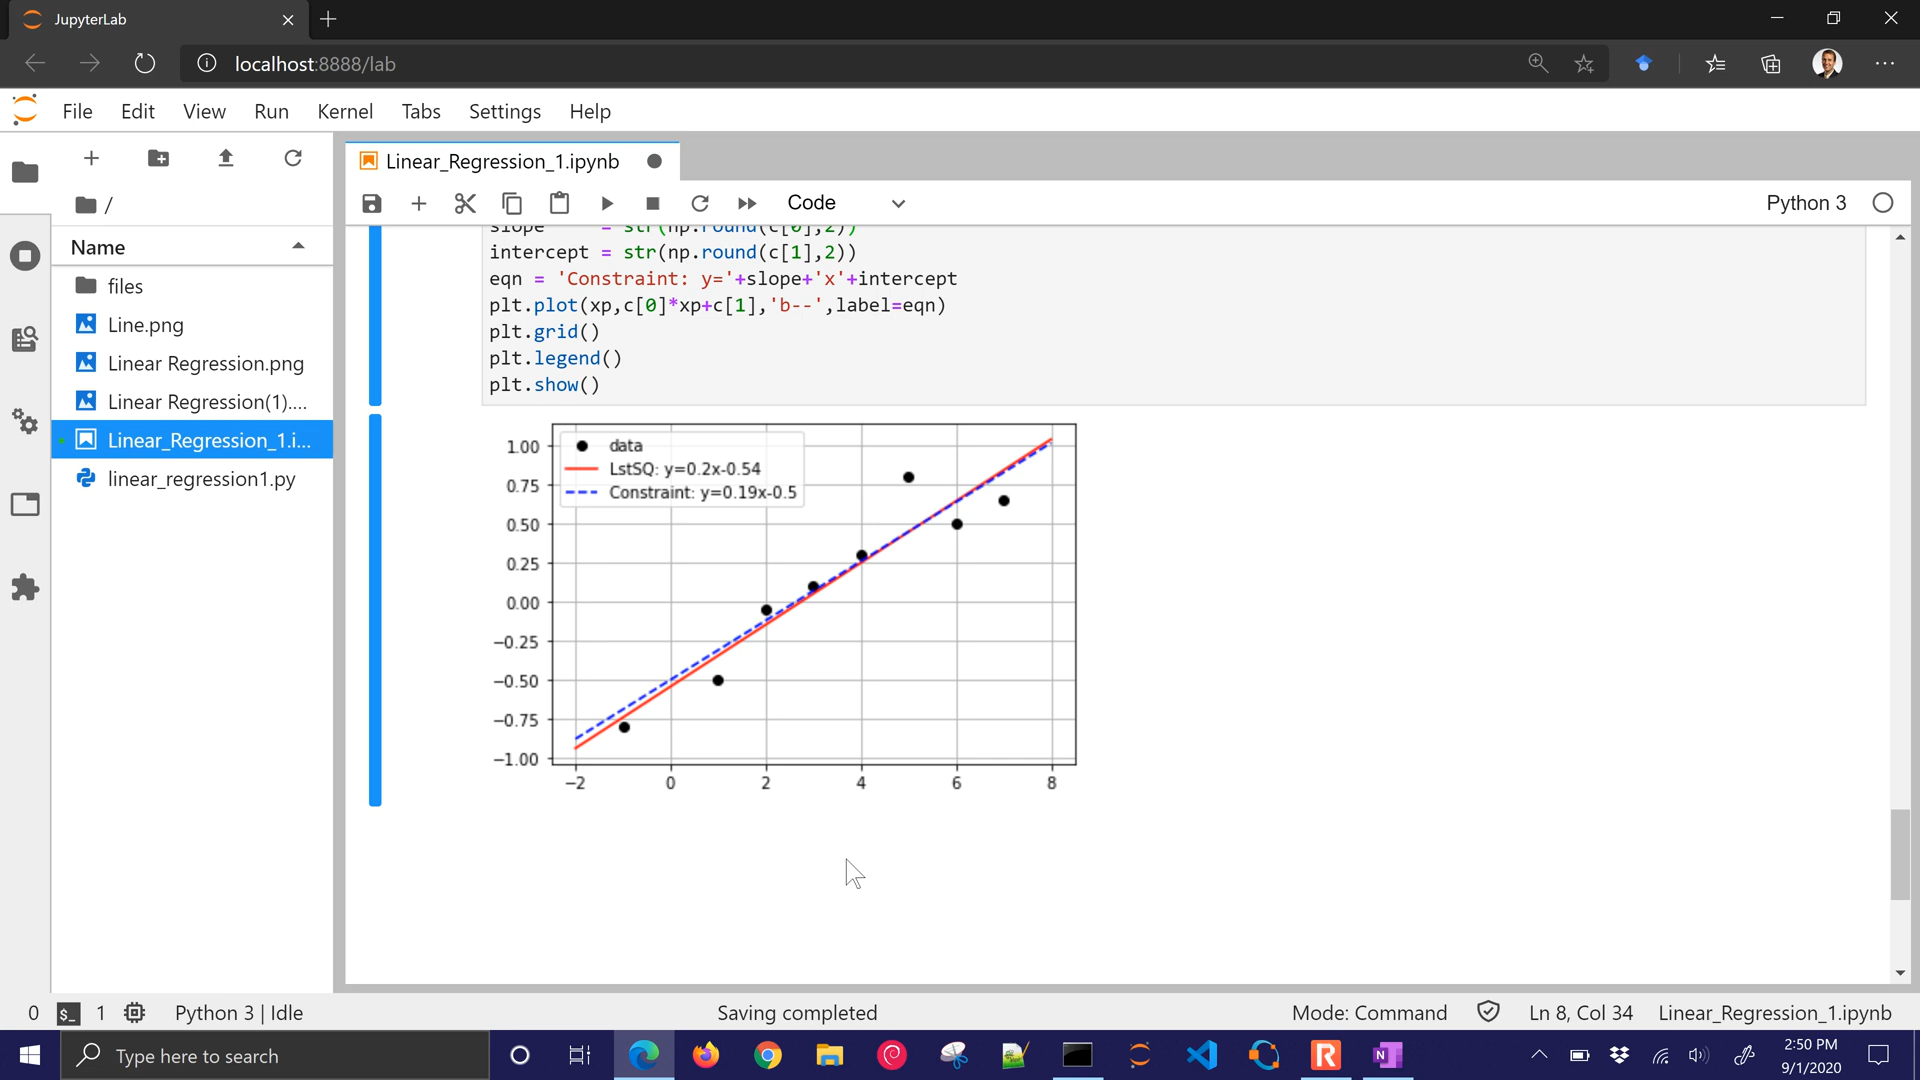 JupyterLab
localhost:8888/lab
File Edit View Run Kernel Tabs Settings Help
Linear_Regression_1.ipynb
Code
Python 3
/
Name
files
Line.png
Linear Regression.png
Linear Regression(1)....
Linear_Regression_1.i...
linear_regression1.py
slope = str(np.round(c[0],2))
intercept = str(np.round(c[1],2))
eqn = 'Constraint: y='+slope+'x'+intercept
plt.plot(xp,c[0]*xp+c[1],'b--',label=eqn)
plt.grid()
plt.legend()
plt.show()
data
LstSQ: y=0.2x-0.54
Constraint: y=0.19x-0.5
1.00
0.75
0.50
0.25
0.00
−0.25
−0.50
−0.75
−1.00
−2 0 2 4 6 8
0 $_ 1 Python 3 | Idle Saving completed Mode: Command Ln 8, Col 34 Linear_Regression_1.ipynb
Type here to search
R
N
2:50 PM
9/1/2020